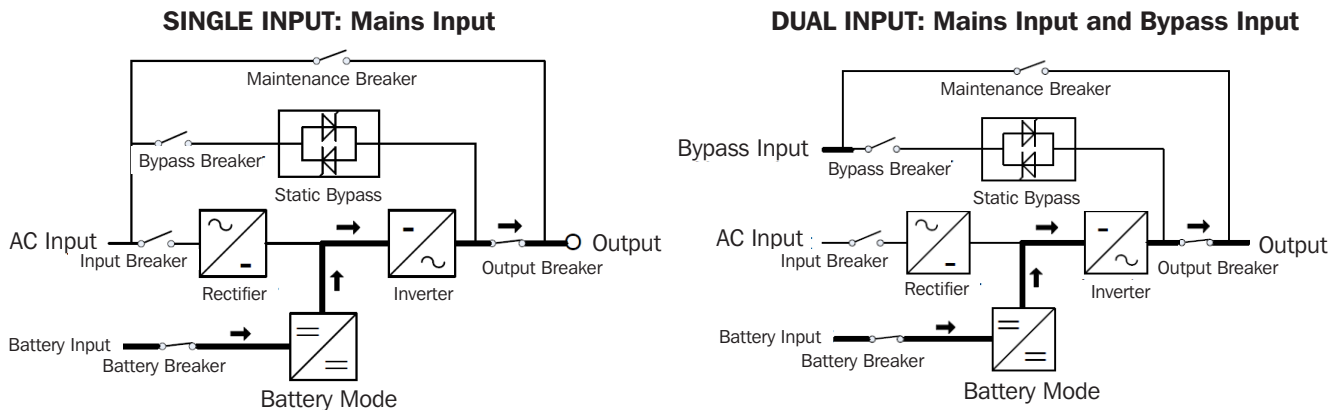 SINGLE INPUT: Mains Input
Maintenance Breaker
Bypass Breaker
Static Bypass
AC Input
Input Breaker
Rectifier
Inverter
Output Breaker
Output
Battery Input
Battery Breaker
Battery Mode
DUAL INPUT: Mains Input and Bypass Input
Maintenance Breaker
Bypass Input
Bypass Breaker
Static Bypass
AC Input
Input Breaker
Rectifier
Inverter
Output Breaker
Output
Battery Input
Battery Breaker
Battery Mode